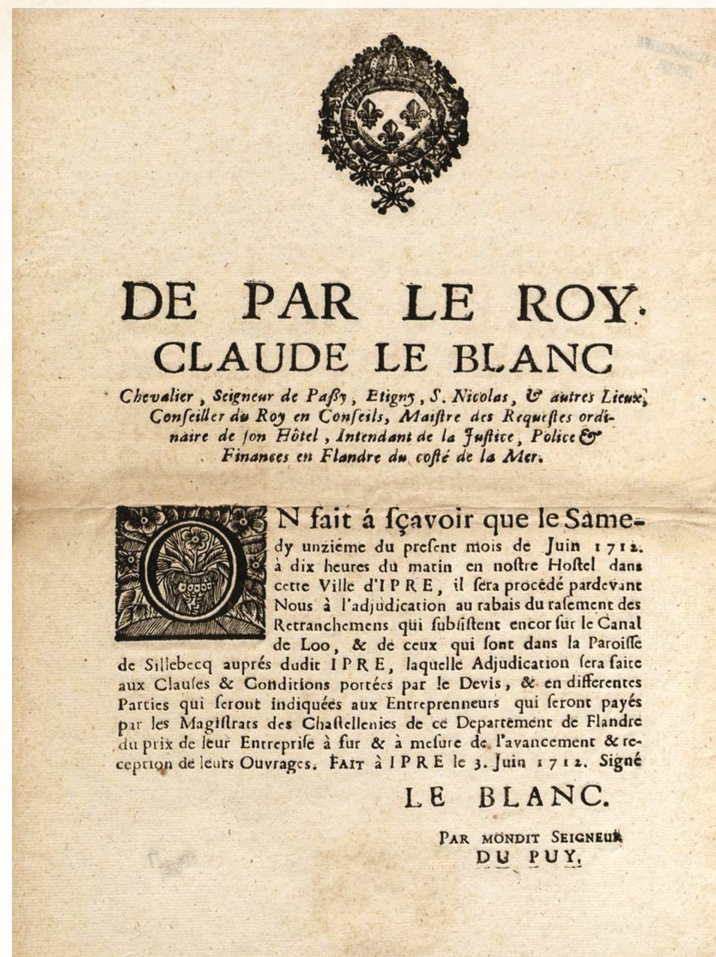 DE PAR LE ROY.
CLAUDE LE BLANC
Chevalier, Seigneur de Paſſy, Etigny, S. Nicolas, & autres Lieux,
Conſeiller du Roy en Conſeils, Maiſtre des Requeſtes ordi-
naire de ſon Hôtel, Intendant de la Juſtice, Police &
Finances en Flandre du coſté de la Mer.
ON fait á ſçavoir que le Same-
dy unziéme du preſent mois de Juin 1712.
à dix heures du matin en noſtre Hoſtel dans
cette Ville d'IPRE, il ſera procedé pardevant
Nous à l'adjudication au rabais du raſement des
Retranchemens qui ſubſiſtent encor ſur le Canal
de Loo, & de ceux qui ſont dans la Paroiſſe
de Sillebecq auprés dudit IPRE, laquelle Adjudication ſera faite
aux Clauſes & Conditions portées par le Devis, & en differentes
Parties qui ſeront indiquées aux Entreprenneurs qui ſeront payés
par les Magiſtrats des Chaſtellenies de ce Departement de Flandre
du prix de leur Entrepriſe à fur & à meſure de l'avancement & re-
ception de leurs Ouvrages. FAIT à IPRE le 3. Juin 1712. Signé
LE BLANC.
PAR MONDIT SEIGNEUR
DU PUY.